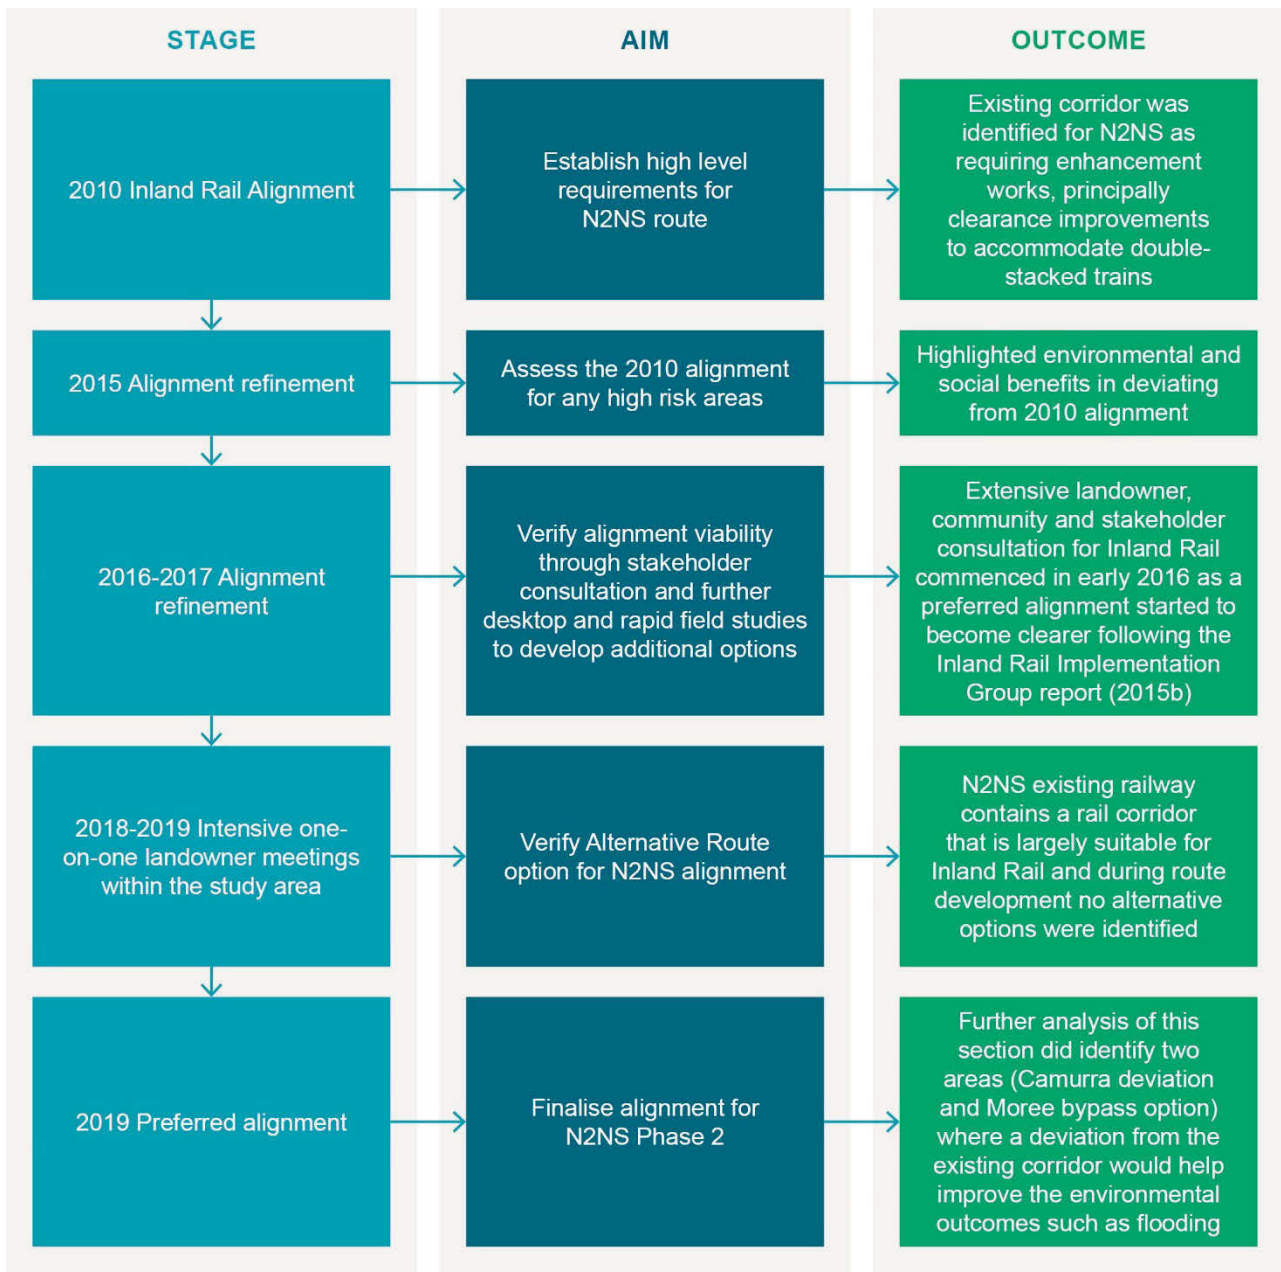 STAGE
AIM
OUTCOME
2010 Inland Rail Alignment
Establish high level
requirements for
N2NS route
Existing corridor was
identified for N2NS as
requiring enhancement
works, principally
clearance improvements
to accommodate double-
stacked trains
2015 Alignment refinement
Assess the 2010 alignment
for any high risk areas
Highlighted environmental and
social benefits in deviating
from 2010 alignment
2016-2017 Alignment
refinement
Verify alignment viability
through stakeholder
consultation and further
desktop and rapid field studies
to develop additional options
Extensive landowner,
community and stakeholder
consultation for Inland Rail
commenced in early 2016 as a
preferred alignment started to
become clearer following the
Inland Rail Implementation
Group report (2015b)
2018-2019 Intensive one-
on-one landowner meetings
within the study area
Verify Alternative Route
option for N2NS alignment
N2NS existing railway
contains a rail corridor
that is largely suitable for
Inland Rail and during route
development no alternative
options were identified
2019 Preferred alignment
Finalise alignment for
N2NS Phase 2
Further analysis of this
section did identify two
areas (Camurra deviation
and Moree bypass option)
where a deviation from the
existing corridor would help
improve the environmental
outcomes such as flooding